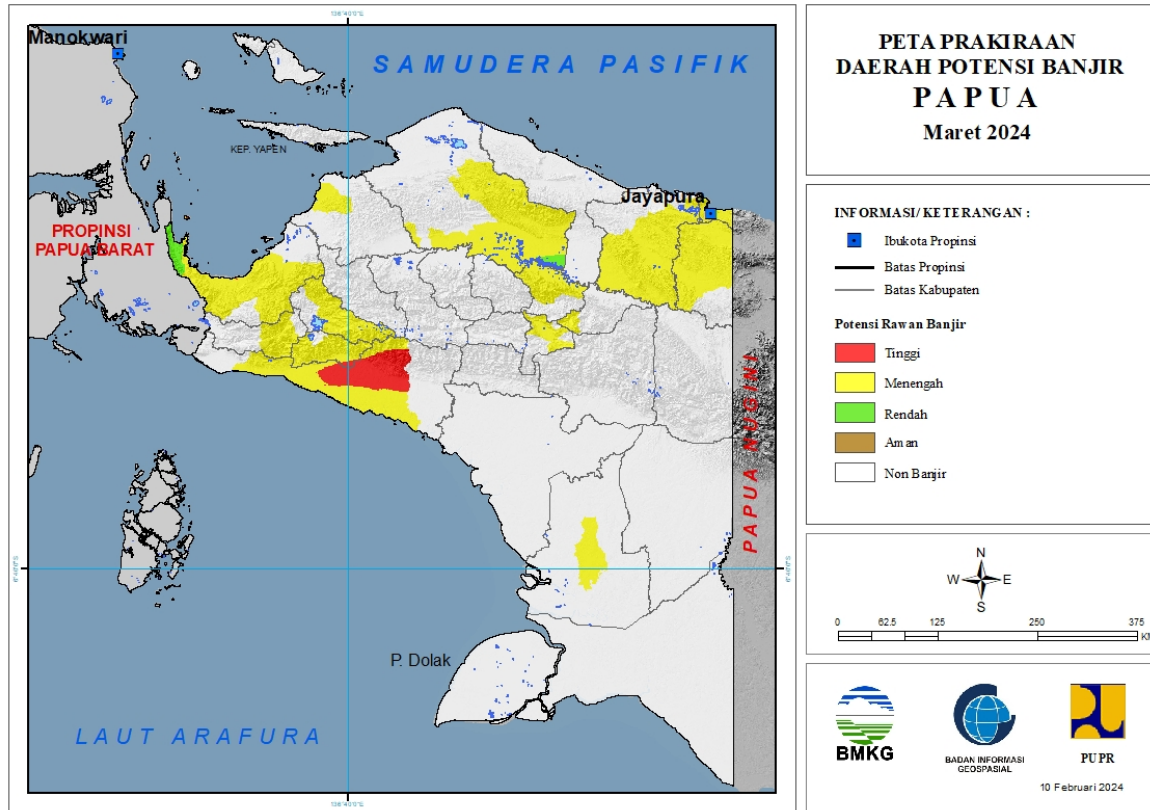 Manokwari
SAMUDERA PASIFIK
KEP. YAPEN
Jayapura
PROPINSI
PAPUA BARAT
PAPUA NUGINI
P. Dolak
LAUT ARAFURA
PETA PRAKIRAAN
DAERAH POTENSI BANJIR
PAPUA
Maret 2024
INFORMASI/ KETERANGAN :
Ibukota Propinsi
Batas Propinsi
Batas Kabupaten
Potensi Rawan Banjir
Tinggi
Menengah
Rendah
Aman
Non Banjir
N
W E
S
0 62.5 125 250 375
BMKG
BADAN INFORMASI
GEOSPASIAL
PUPR
10 Februari 2024